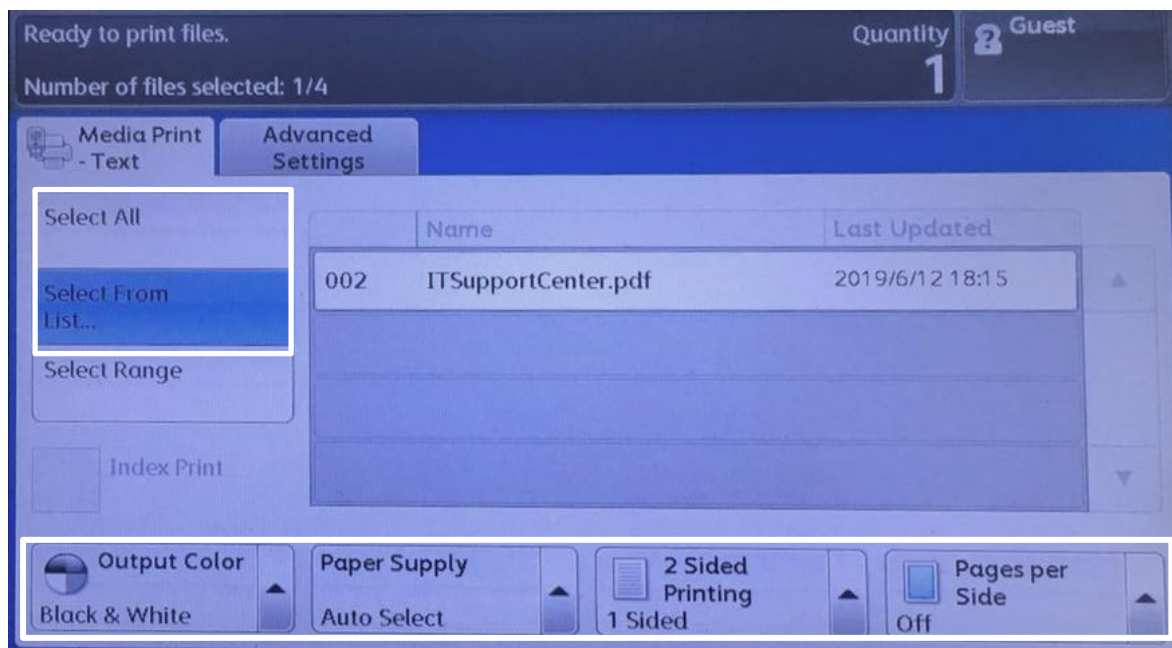 Ready to print files.
Quantity
Guest
1
Number of files selected: 1/4
Media Print
- Text
Advanced
Settings
Select All
Name Last Updated
002 ITSupportCenter.pdf 2019/6/12 18:15
Select From
List...
Select Range
Index Print
Output Color
Black & White
Paper Supply
Auto Select
2 Sided
Printing
1 Sided
Pages per
Side
Off